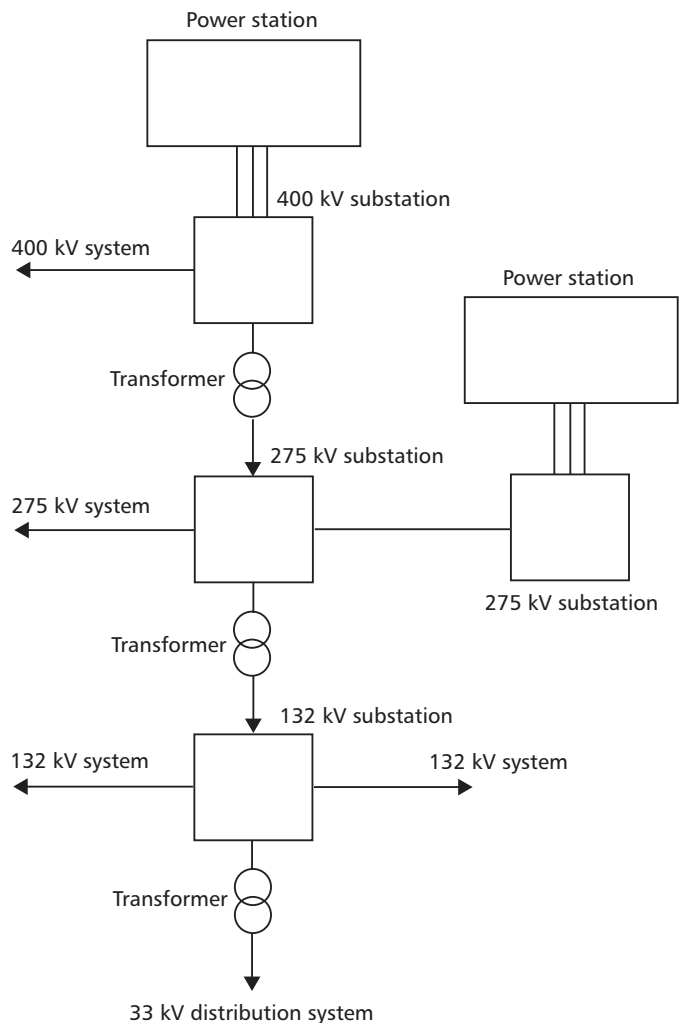 Power station
400 kV substation
400 kV system
Power station
Transformer
275 kV substation
275 kV system
275 kV substation
Transformer
132 kV substation
132 kV system
132 kV system
Transformer
33 kV distribution system